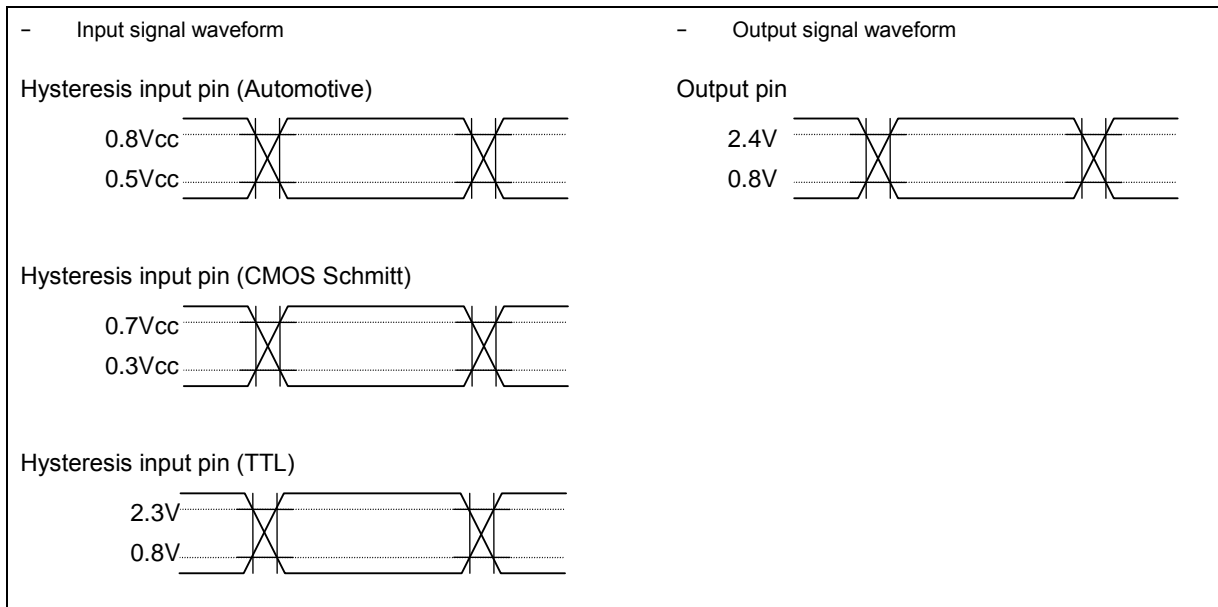 − Input signal waveform
Hysteresis input pin (Automotive)
0.8Vcc
0.5Vcc
Hysteresis input pin (CMOS Schmitt)
0.7Vcc
0.3Vcc
Hysteresis input pin (TTL)
2.3V
0.8V
− Output signal waveform
Output pin
2.4V
0.8V